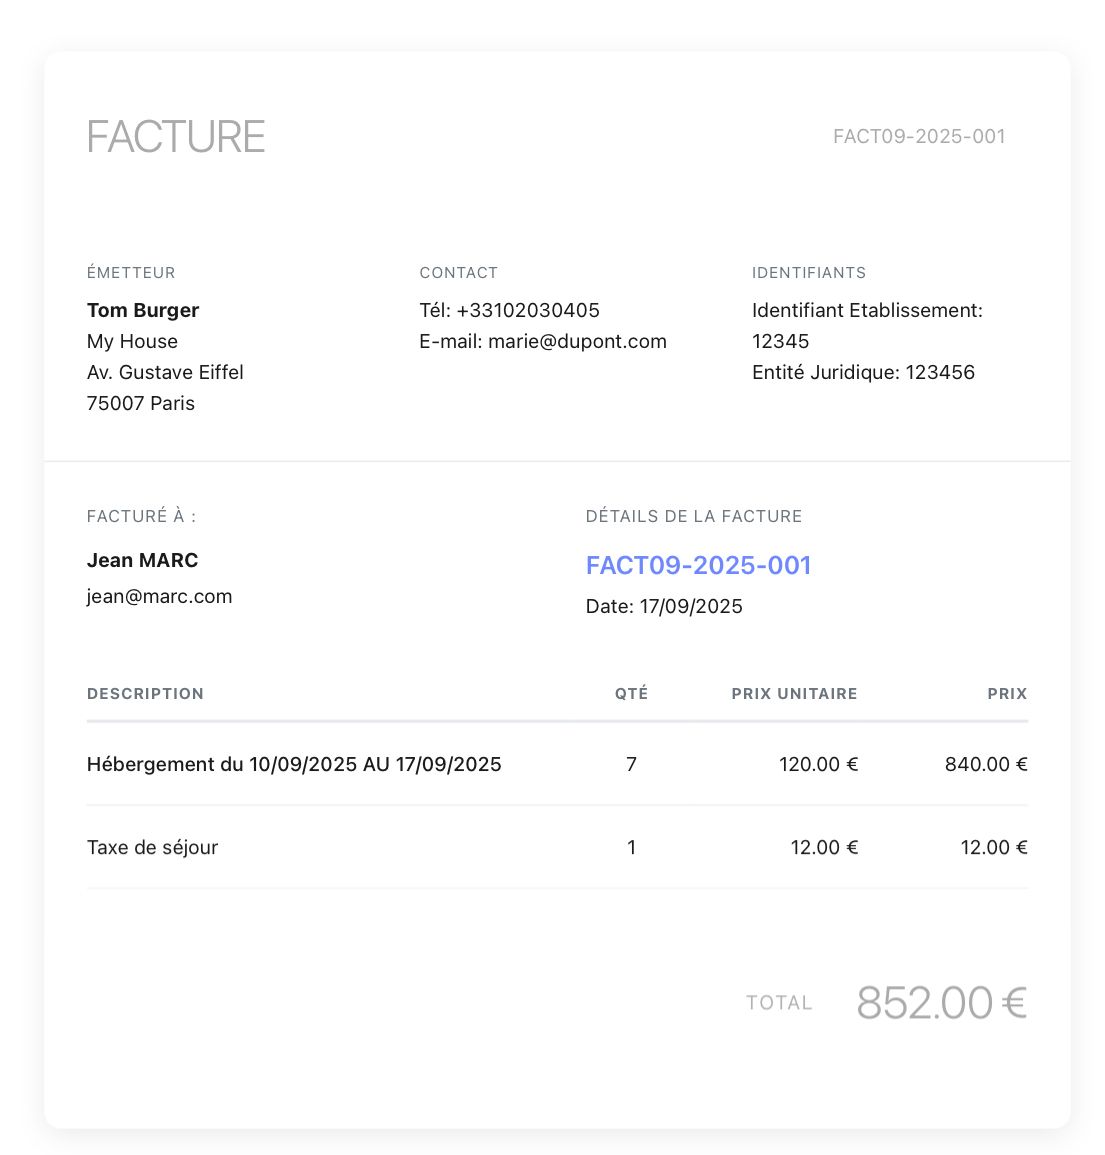 FACTURE
FACT09-2025-001
ÉMETTEUR
Tom Burger
My House
Av. Gustave Eiffel
75007 Paris
CONTACT
Tél: +33102030405
E-mail: marie@dupont.com
IDENTIFIANTS
Identifiant Etablissement:
12345
Entité Juridique: 123456
FACTURÉ À :
Jean MARC
jean@marc.com
DÉTAILS DE LA FACTURE
FACT09-2025-001
Date: 17/09/2025
DESCRIPTION QTÉ PRIX UNITAIRE PRIX
Hébergement du 10/09/2025 AU 17/09/2025 7 120.00 € 840.00 €
Taxe de séjour 1 12.00 € 12.00 €
TOTAL 852.00 €